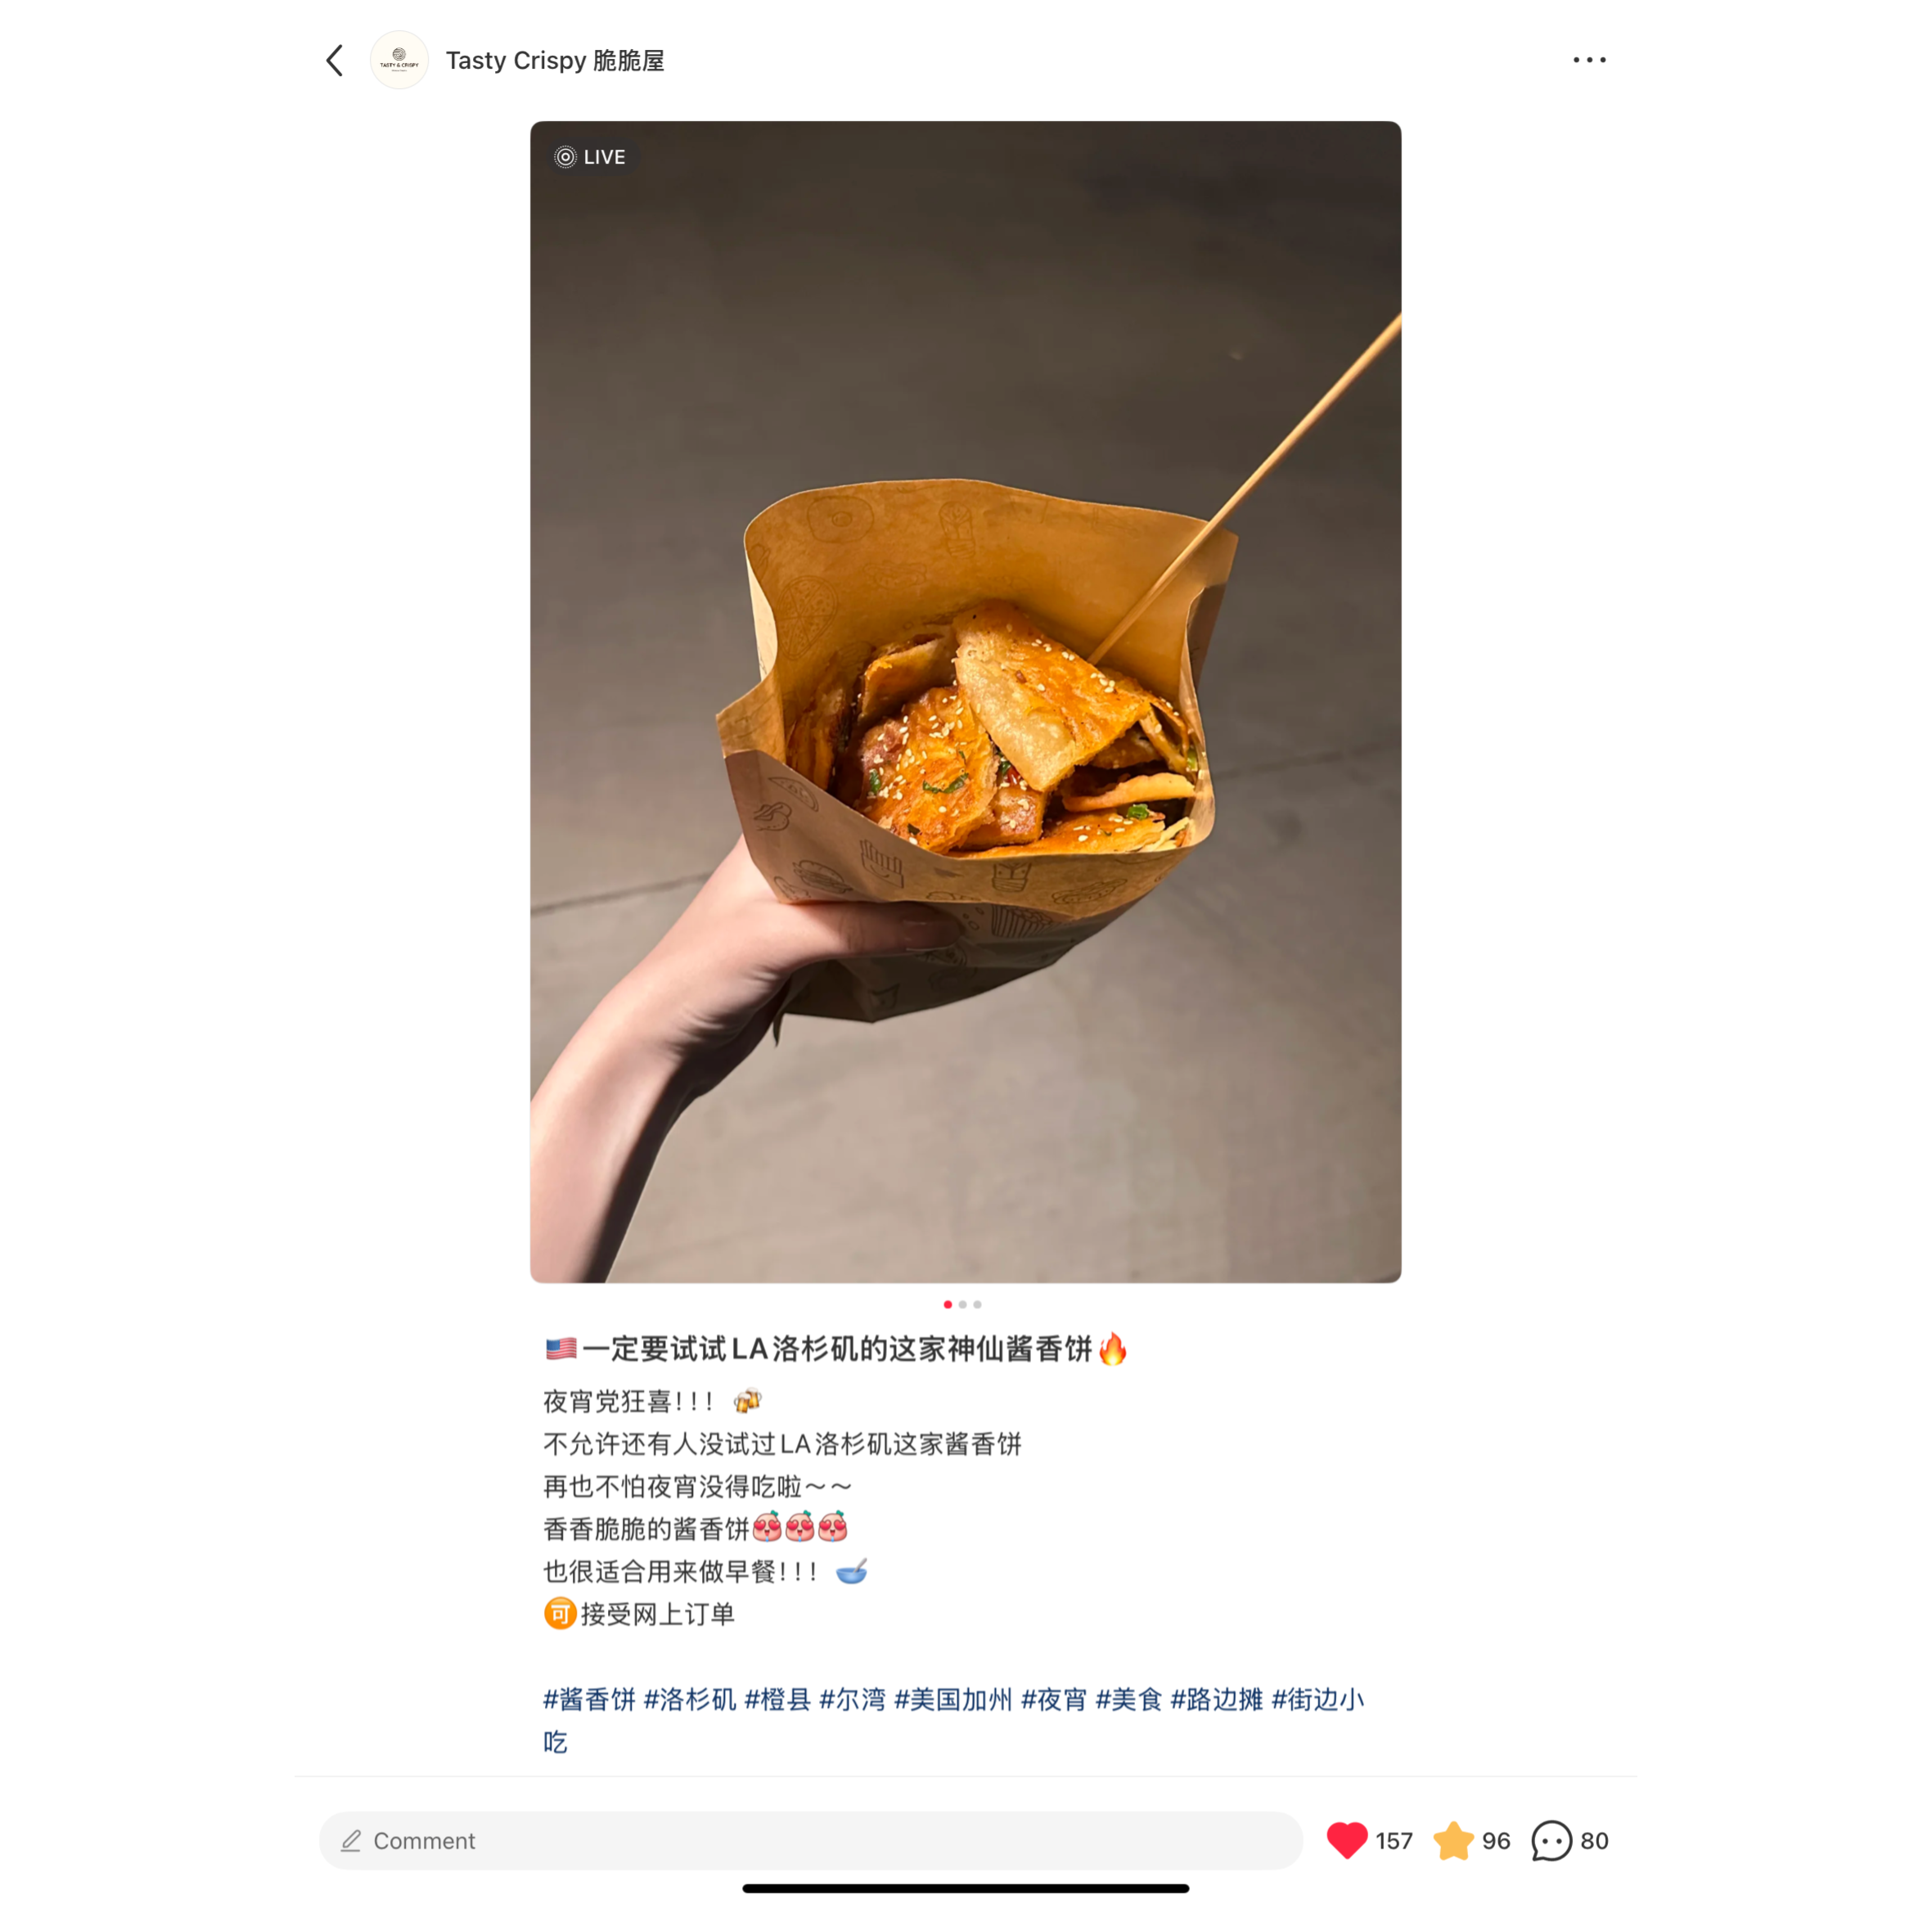 TASTY & CRISPY
Tasty Crispy 脆脆屋
LIVE
🇺🇸一定要试试LA洛杉矶的这家神仙酱香饼🔥
夜宵党狂喜!!! 🍻
不允许还有人没试过LA洛杉矶这家酱香饼
再也不怕夜宵没得吃啦～～
香香脆脆的酱香饼
也很适合用来做早餐!!! 🥣
🉑接受网上订单
#酱香饼 #洛杉矶 #橙县 #尔湾 #美国加州 #夜宵 #美食 #路边摊 #街边小
吃
Comment
157
96
80